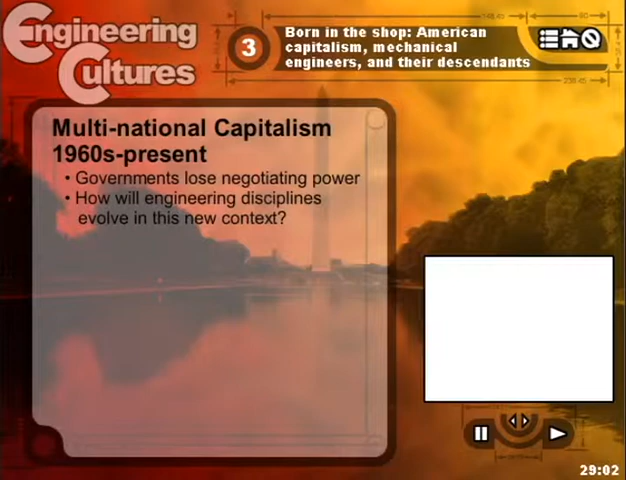 Engineering
Cultures
3
Born in the shop: American
capitalism, mechanical
engineers, and their descendants
Multi-national Capitalism
1960s-present
• Governments lose negotiating power
• How will engineering disciplines
evolve in this new context?
29:02